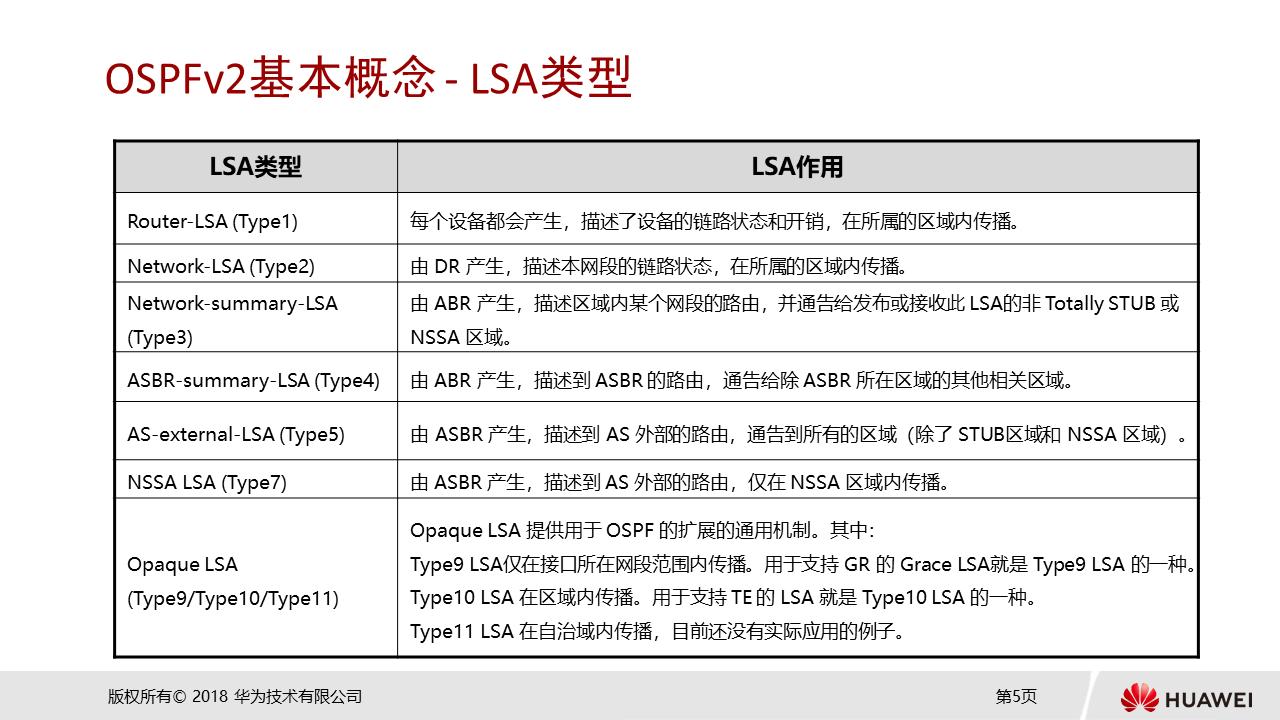 OSPFv2基本概念 - LSA类型
LSA类型
LSA作用
Router-LSA (Type1)
每个设备都会产生，描述了设备的链路状态和开销，在所属的区域内传播。
Network-LSA (Type2)
由 DR 产生，描述本网段的链路状态，在所属的区域内传播。
Network-summary-LSA
(Type3)
由 ABR 产生，描述区域内某个网段的路由，并通告给发布或接收此 LSA的非 Totally STUB 或
NSSA 区域。
ASBR-summary-LSA (Type4)
由 ABR 产生，描述到 ASBR 的路由，通告给除 ASBR 所在区域的其他相关区域。
AS-external-LSA (Type5)
由 ASBR 产生，描述到 AS 外部的路由，通告到所有的区域（除了 STUB区域和 NSSA 区域）。
NSSA LSA (Type7)
由 ASBR 产生，描述到 AS 外部的路由，仅在 NSSA 区域内传播。
Opaque LSA
(Type9/Type10/Type11)
Opaque LSA 提供用于 OSPF 的扩展的通用机制。其中：
Type9 LSA仅在接口所在网段范围内传播。用于支持 GR 的 Grace LSA就是 Type9 LSA 的一种。
Type10 LSA 在区域内传播。用于支持 TE 的 LSA 就是 Type10 LSA 的一种。
Type11 LSA 在自治域内传播，目前还没有实际应用的例子。
版权所有© 2018 华为技术有限公司
第5页
HUAWEI